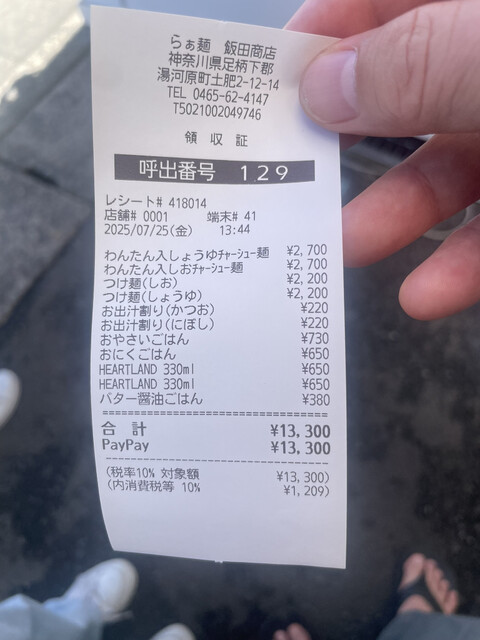 らぁ麺 飯田商店
神奈川県足柄下郡
湯河原町土肥2-12-14
TEL 0465-62-4147
T5021002049746
領収証
呼出番号 129
レシート# 418014
店舗# 0001 端末# 41
2025/07/25(金) 13:44
わんたん入しょうゆチャーシュー麺 ¥2,700
わんたん入しおチャーシュー麺 ¥2,700
つけ麺(しお) ¥2,200
つけ麺(しょうゆ) ¥2,200
お出汁割り(かつお) ¥220
お出汁割り(にぼし) ¥220
おやさいごはん ¥730
おにくごはん ¥650
HEARTLAND 330ml ¥650
HEARTLAND 330ml ¥650
バター醤油ごはん ¥380
合計 ¥13,300
PayPay ¥13,300
(税率10% 対象額 ¥13,300)
(内消費税等 10% ¥1,209)